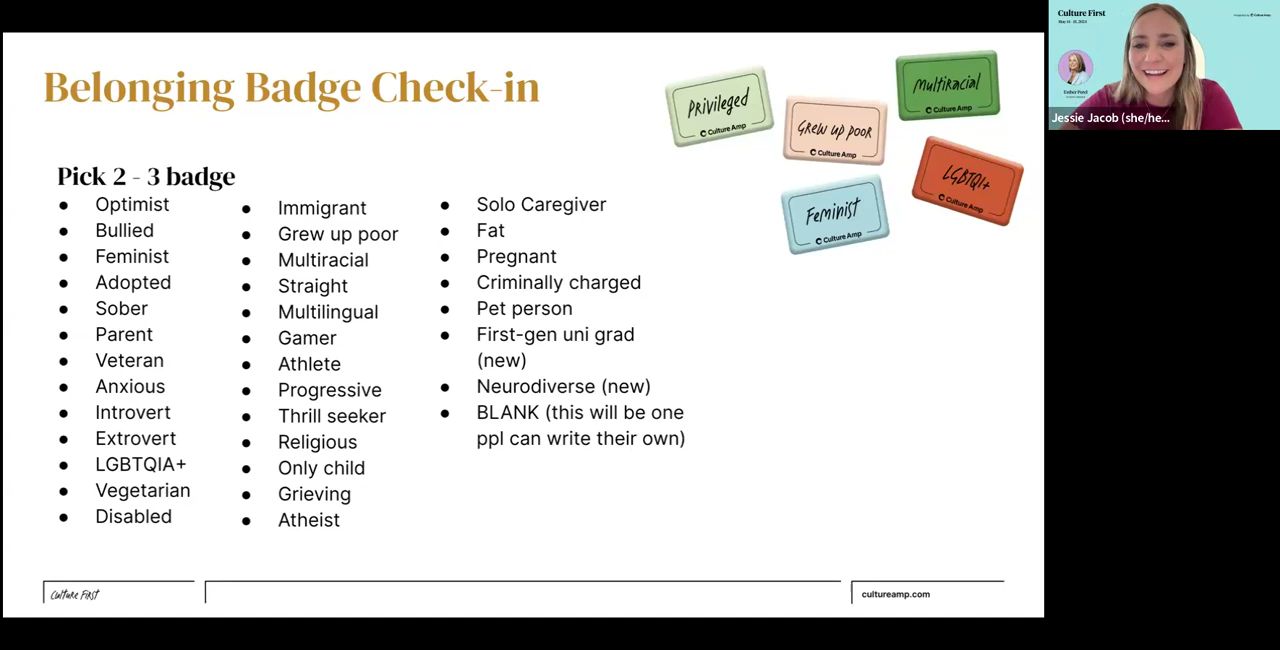 Belonging Badge Check-in
Pick 2 - 3 badge
Optimist
Bullied
Feminist
Adopted
Sober
Parent
Veteran
Anxious
Introvert
Extrovert
LGBTQIA+
Vegetarian
Disabled
Immigrant
Grew up poor
Multiracial
Straight
Multilingual
Gamer
Athlete
Progressive
Thrill seeker
Religious
Only child
Grieving
Atheist
Solo Caregiver
Fat
Pregnant
Criminally charged
Pet person
First-gen uni grad
(new)
Neurodiverse (new)
BLANK (this will be one
ppl can write their own)
Privileged
Culture Amp
Grew up poor
Culture Amp
Multiracial
Culture Amp
LGBTQI+
Culture Amp
Feminist
Culture Amp
Culture First
cultureamp.com
Culture First
Culture Amp
Esther Perel
Jessie Jacob (she/he...